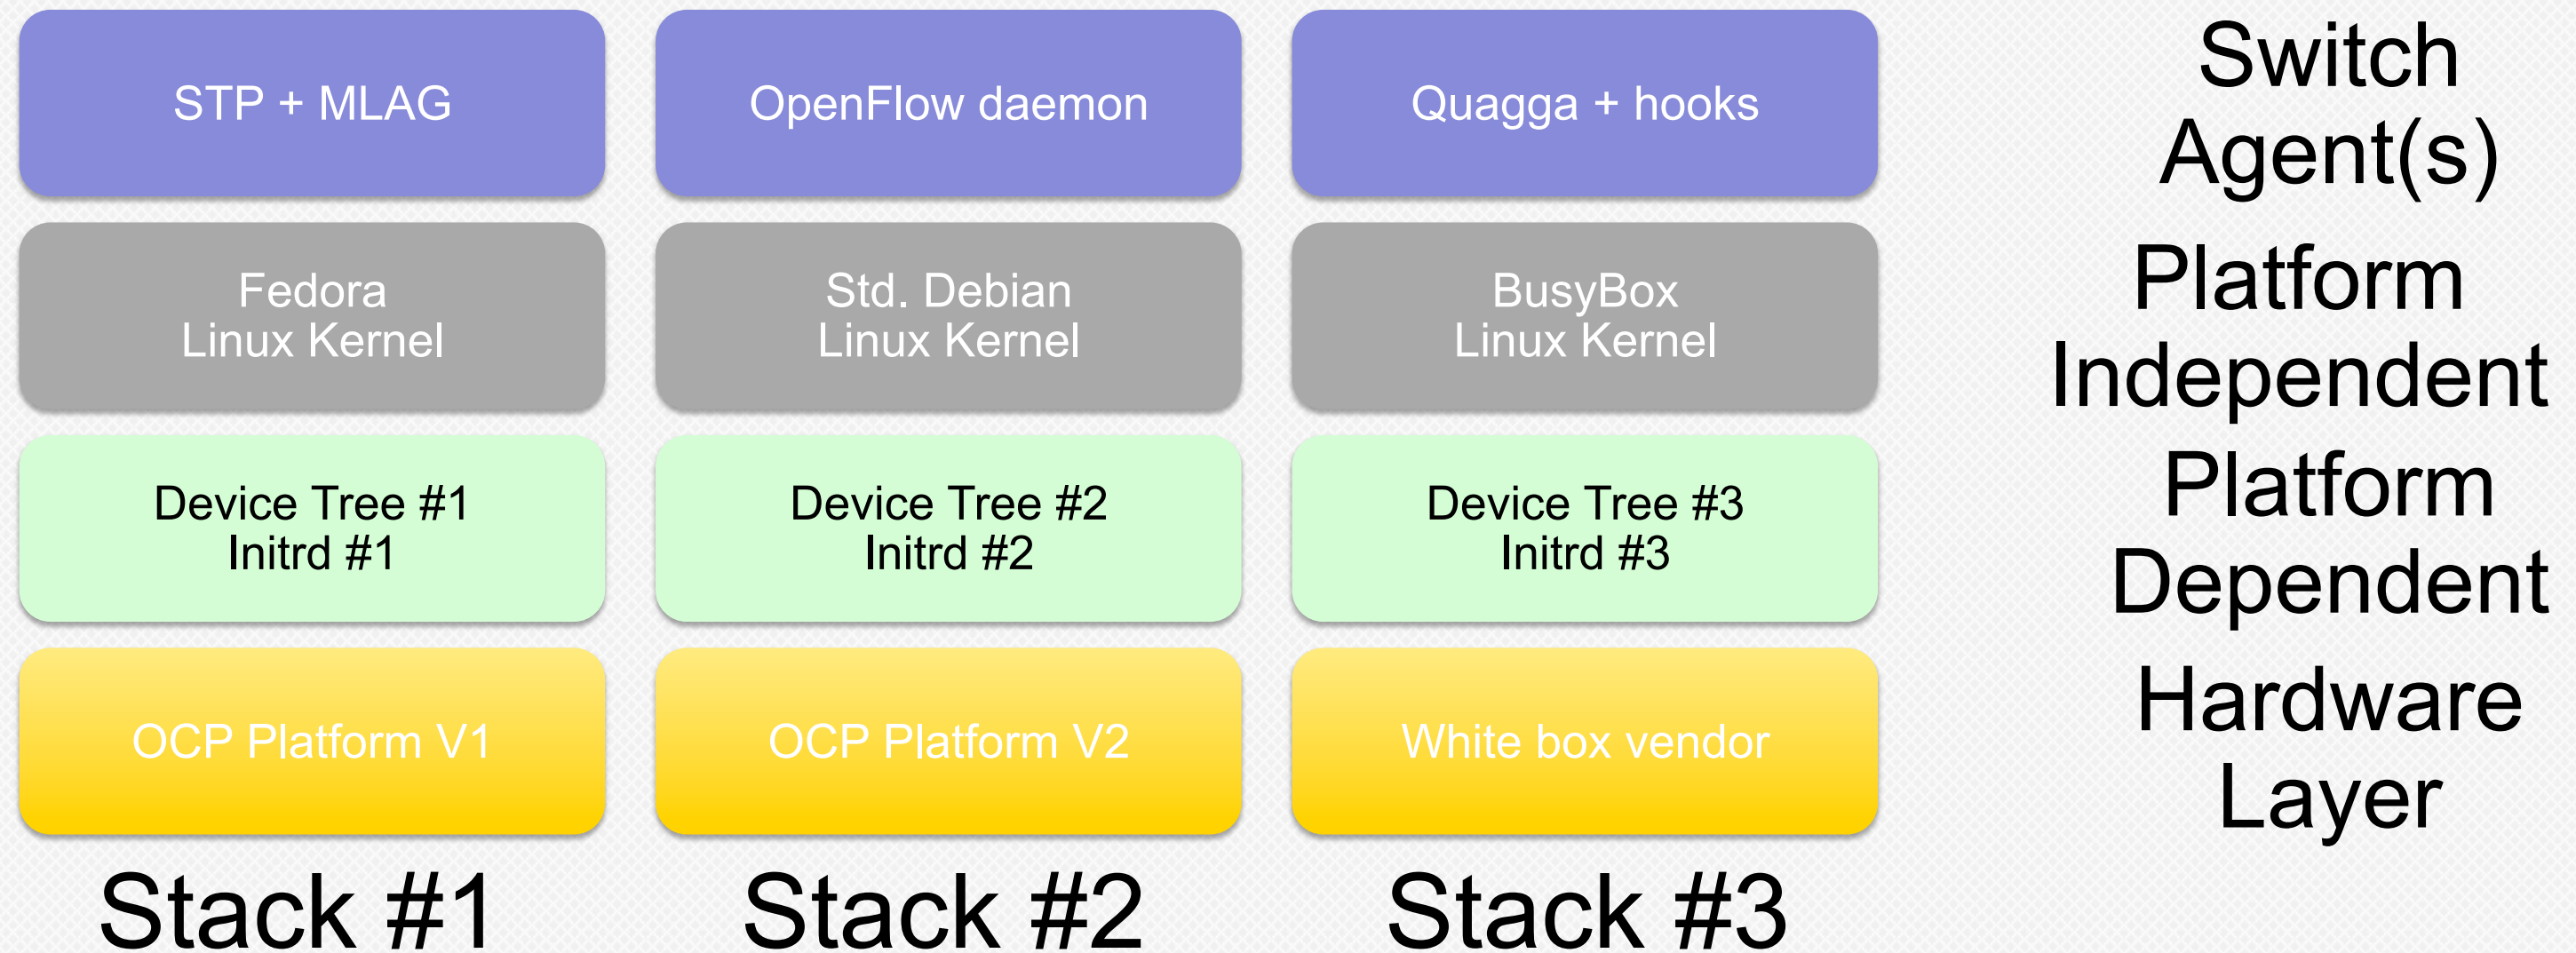 STP + MLAG
OpenFlow daemon
Quagga + hooks
Switch
Agent(s)
Fedora
Linux Kernel
Std. Debian
Linux Kernel
BusyBox
Linux Kernel
Platform
Independent
Device Tree #1
Initrd #1
Device Tree #2
Initrd #2
Device Tree #3
Initrd #3
Platform
Dependent
OCP Platform V1
OCP Platform V2
White box vendor
Hardware
Layer
Stack #1
Stack #2
Stack #3